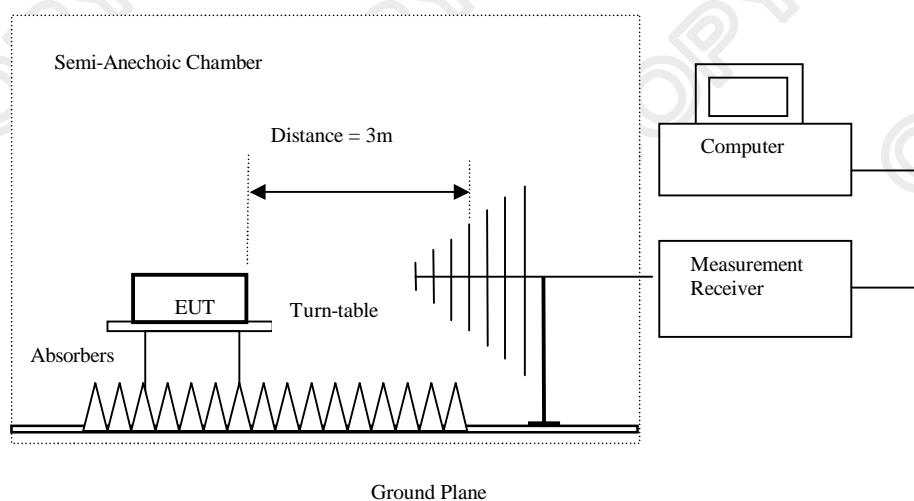 Semi-Anechoic Chamber
Distance = 3m
Computer
Measurement
Receiver
EUT
Turn-table
Absorbers
Ground Plane